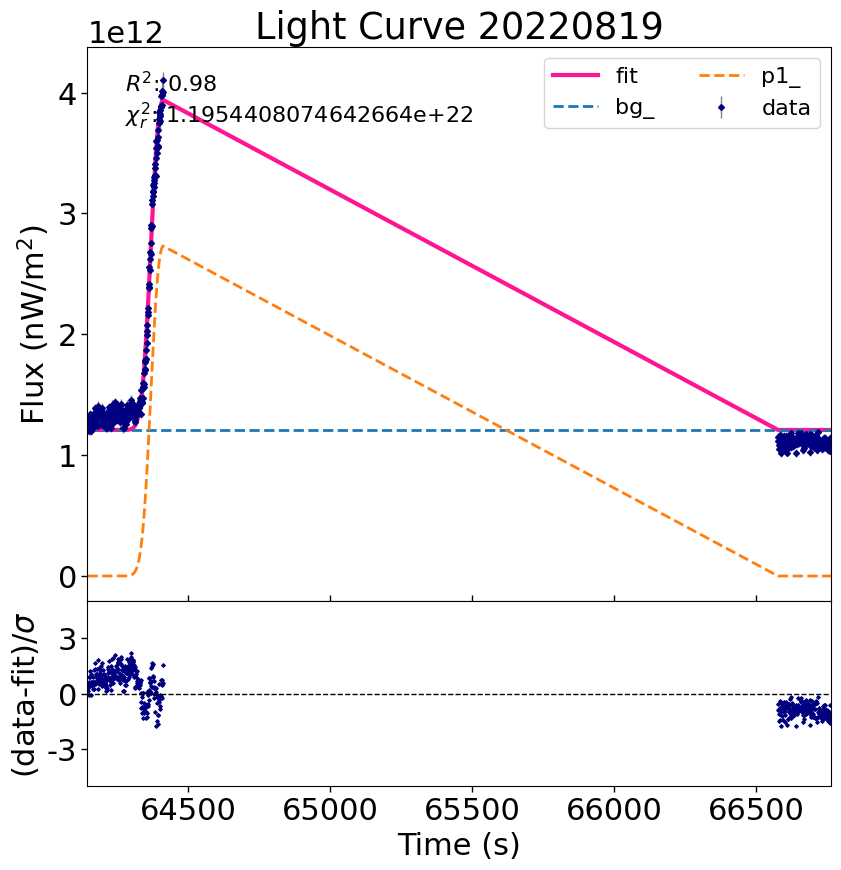 Light Curve 20220819
1e12
R²: 0.98
χᵣ²: 1.1954408074642664e+22
fit
bg_
p1_
data
Flux (nW/m²)
4
3
2
1
0
(data-fit)/σ
3
0
-3
64500 65000 65500 66000 66500
Time (s)